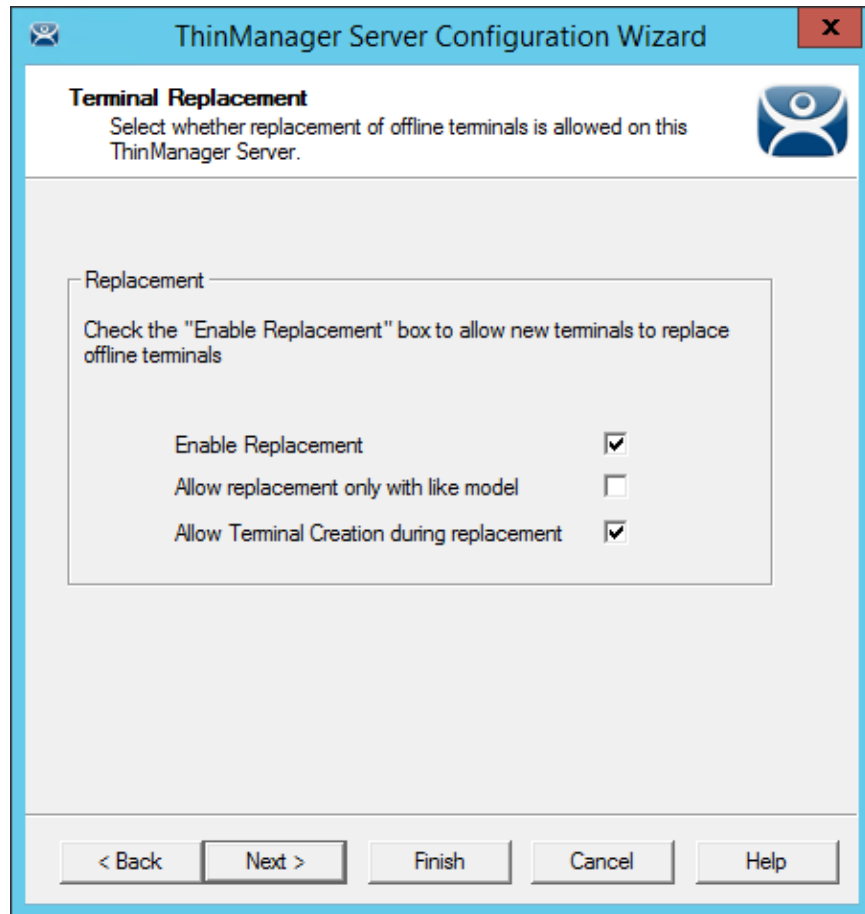 ThinManager Server Configuration Wizard
x
Terminal Replacement
Select whether replacement of offline terminals is allowed on this
ThinManager Server.
Replacement
Check the "Enable Replacement" box to allow new terminals to replace
offline terminals
Enable Replacement
Allow replacement only with like model
Allow Terminal Creation during replacement
< Back Next > Finish Cancel Help